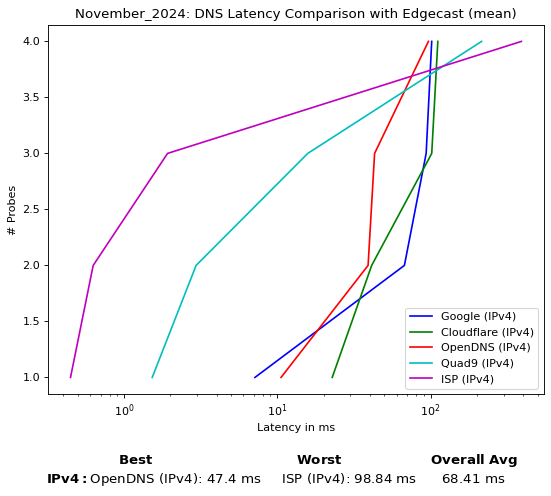 November_2024: DNS Latency Comparison with Edgecast (mean)
4.0
3.5
3.0
2.5
2.0
1.5
1.0
# Probes
Google (IPv4)
Cloudflare (IPv4)
OpenDNS (IPv4)
Quad9 (IPv4)
ISP (IPv4)
10⁰ 10¹ 10²
Latency in ms
Best Worst Overall Avg
IPv4: OpenDNS (IPv4): 47.4 ms ISP (IPv4): 98.84 ms 68.41 ms